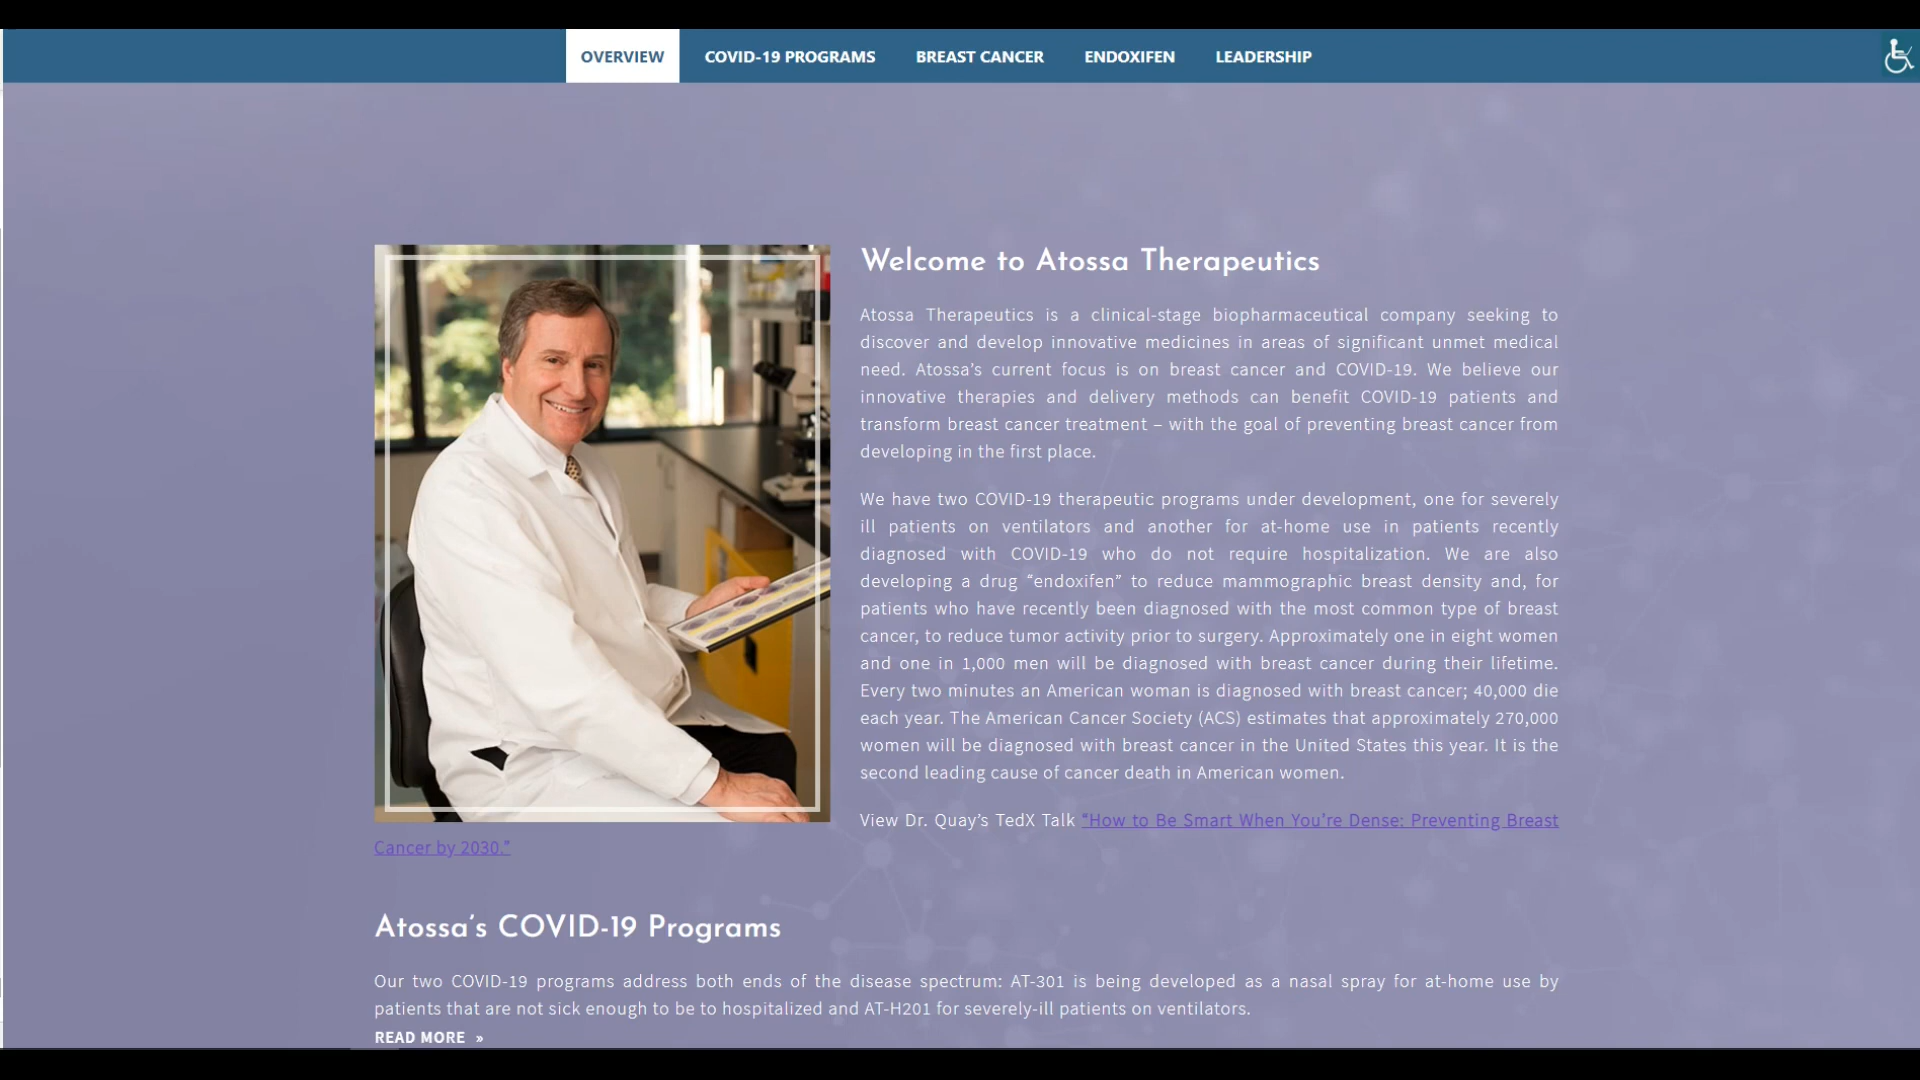 OVERVIEW COVID-19 PROGRAMS BREAST CANCER ENDOXIFEN LEADERSHIP
Welcome to Atossa Therapeutics
Atossa Therapeutics is a clinical-stage biopharmaceutical company seeking to
discover and develop innovative medicines in areas of significant unmet medical
need. Atossa’s current focus is on breast cancer and COVID-19. We believe our
innovative therapies and delivery methods can benefit COVID-19 patients and
transform breast cancer treatment – with the goal of preventing breast cancer from
developing in the first place.
We have two COVID-19 therapeutic programs under development, one for severely
ill patients on ventilators and another for at-home use in patients recently
diagnosed with COVID-19 who do not require hospitalization. We are also
developing a drug “endoxifen” to reduce mammographic breast density and, for
patients who have recently been diagnosed with the most common type of breast
cancer, to reduce tumor activity prior to surgery. Approximately one in eight women
and one in 1,000 men will be diagnosed with breast cancer during their lifetime.
Every two minutes an American woman is diagnosed with breast cancer; 40,000 die
each year. The American Cancer Society (ACS) estimates that approximately 270,000
women will be diagnosed with breast cancer in the United States this year. It is the
second leading cause of cancer death in American women.
View Dr. Quay’s TedX Talk “How to Be Smart When You’re Dense: Preventing Breast
Cancer by 2030.”
Atossa’s COVID-19 Programs
Our two COVID-19 programs address both ends of the disease spectrum: AT-301 is being developed as a nasal spray for at-home use by
patients that are not sick enough to be to hospitalized and AT-H201 for severely-ill patients on ventilators.
READ MORE »